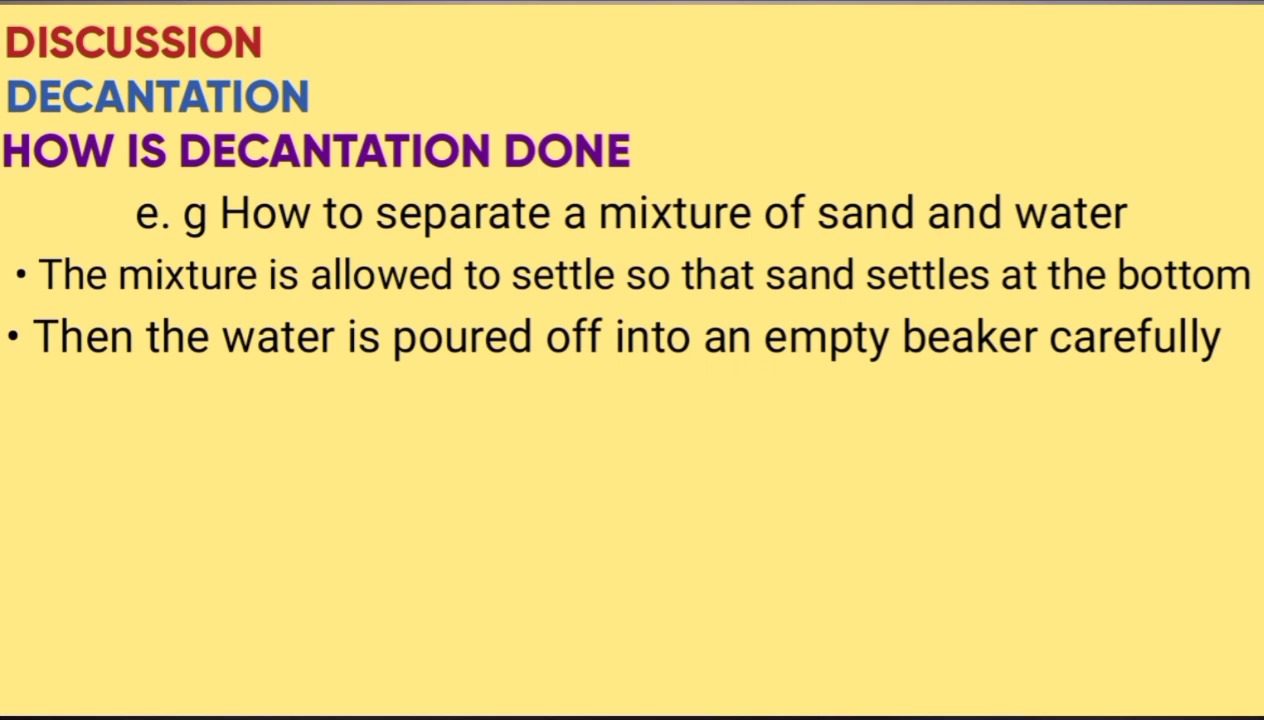 DISCUSSION
DECANTATION
HOW IS DECANTATION DONE
e. g How to separate a mixture of sand and water
• The mixture is allowed to settle so that sand settles at the bottom
• Then the water is poured off into an empty beaker carefully